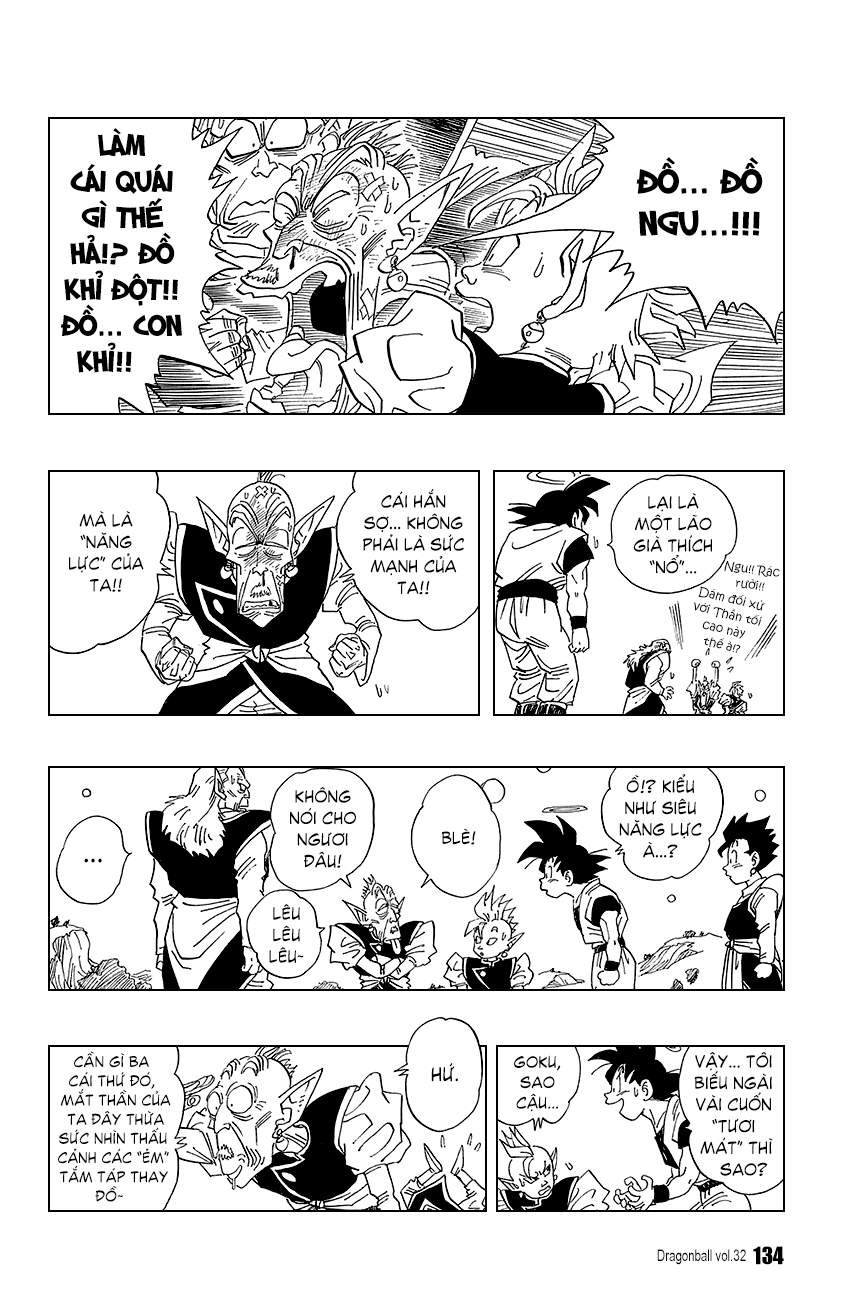 ĐỒ... ĐỒ
NGU...!!!
LÀM
CÁI QUÁI
GÌ THẾ
HẢ!? ĐỒ
KHỈ ĐỘT!!
ĐỒ... CON
KHỈ!!
LẠI LÀ
MỘT LÃO
GIÀ THÍCH
"NỔ"...
Ngu!! Rác
rưởi!!
Dám đối xử
với Thần tối
cao này
thế à!?
CÁI HẮN
SỢ... KHÔNG
PHẢI LÀ SỨC
MẠNH CỦA
TA!!
MÀ LÀ
"NĂNG
LỰC" CỦA
TA!!
Ồ!? KIỂU
NHƯ SIÊU
NĂNG LỰC
À...?
BLÈ!
KHÔNG
NÓI CHO
NGƯƠI
ĐÂU!
LÊU
LÊU
LÊU~
...
VẬY... TÔI
BIẾU NGÀI
VÀI CUỐN
"TƯƠI
MÁT" THÌ
SAO?
GOKU,
SAO
CẬU...
HỨ.
CẦN GÌ BA
CÁI THỨ ĐÓ,
MẮT THẦN CỦA
TA ĐÂY THỪA
SỨC NHÌN THẤU
CẢNH CÁC "ÊM"
TẮM TÁP THAY
ĐỒ~
Dragonball vol.32 134